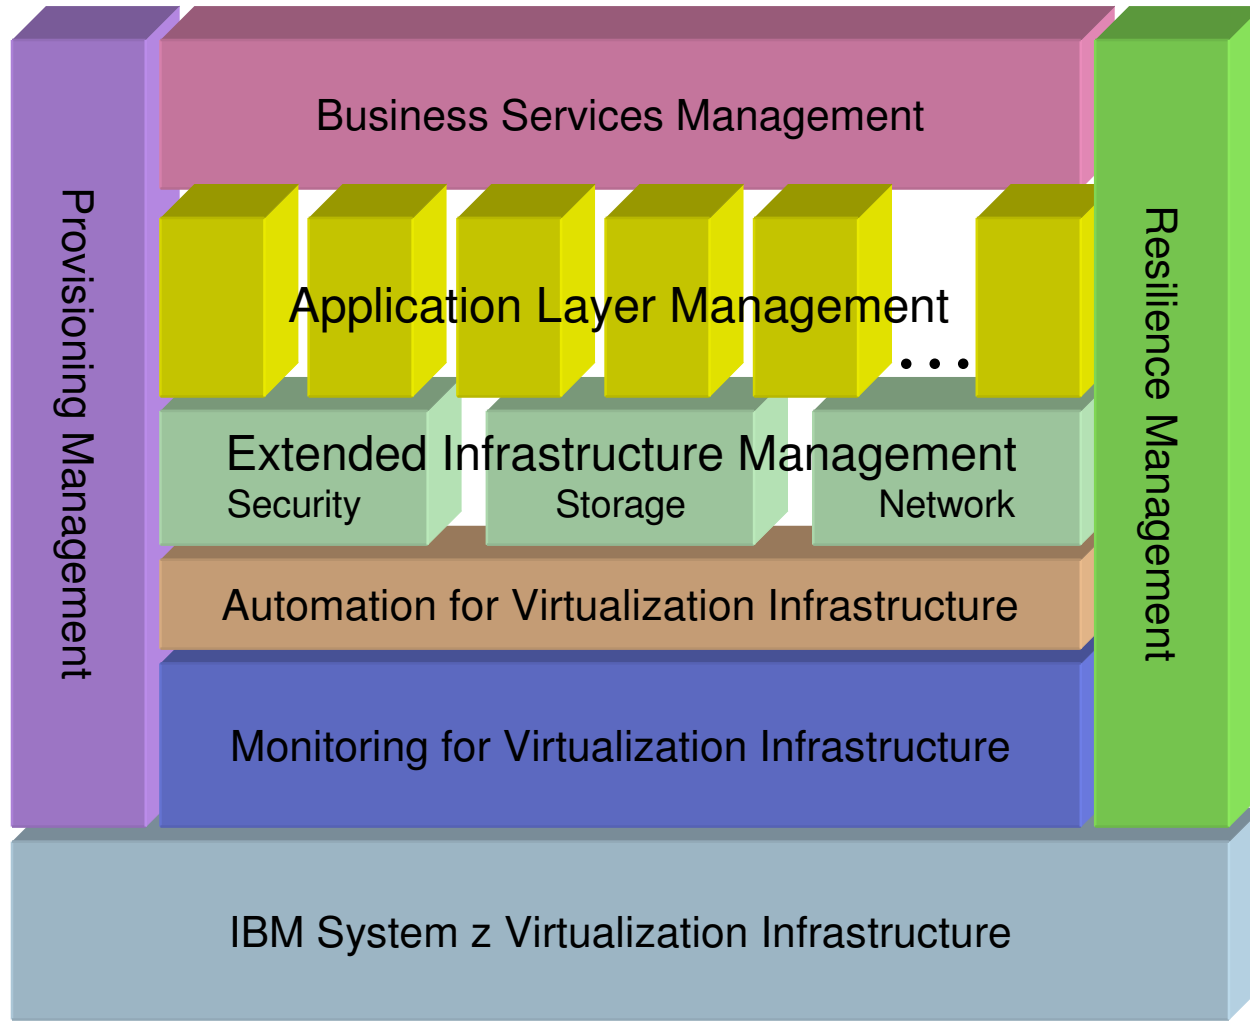 Business Services Management
Provisioning Management
Resilience Management
Application Layer Management
...
Extended Infrastructure Management
Security Storage Network
Automation for Virtualization Infrastructure
Monitoring for Virtualization Infrastructure
IBM System z Virtualization Infrastructure